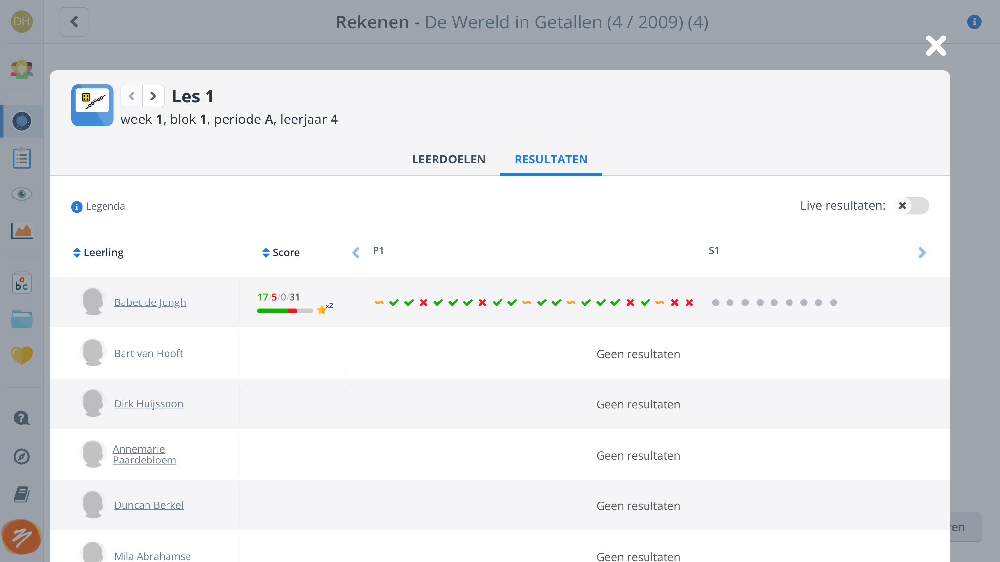 DH
Rekenen - De Wereld in Getallen (4 / 2009) (4)
Les 1
week 1, blok 1, periode A, leerjaar 4
LEERDOELEN RESULTATEN
Legenda
Live resultaten:
Leerling Score P1 S1
Babet de Jongh 17/5/0/31 x2
Bart van Hooft Geen resultaten
Dirk Huijssoon Geen resultaten
Annemarie
Paardebloem
Geen resultaten
Duncan Berkel Geen resultaten
Mila Abrahamse Geen resultaten
a
b c